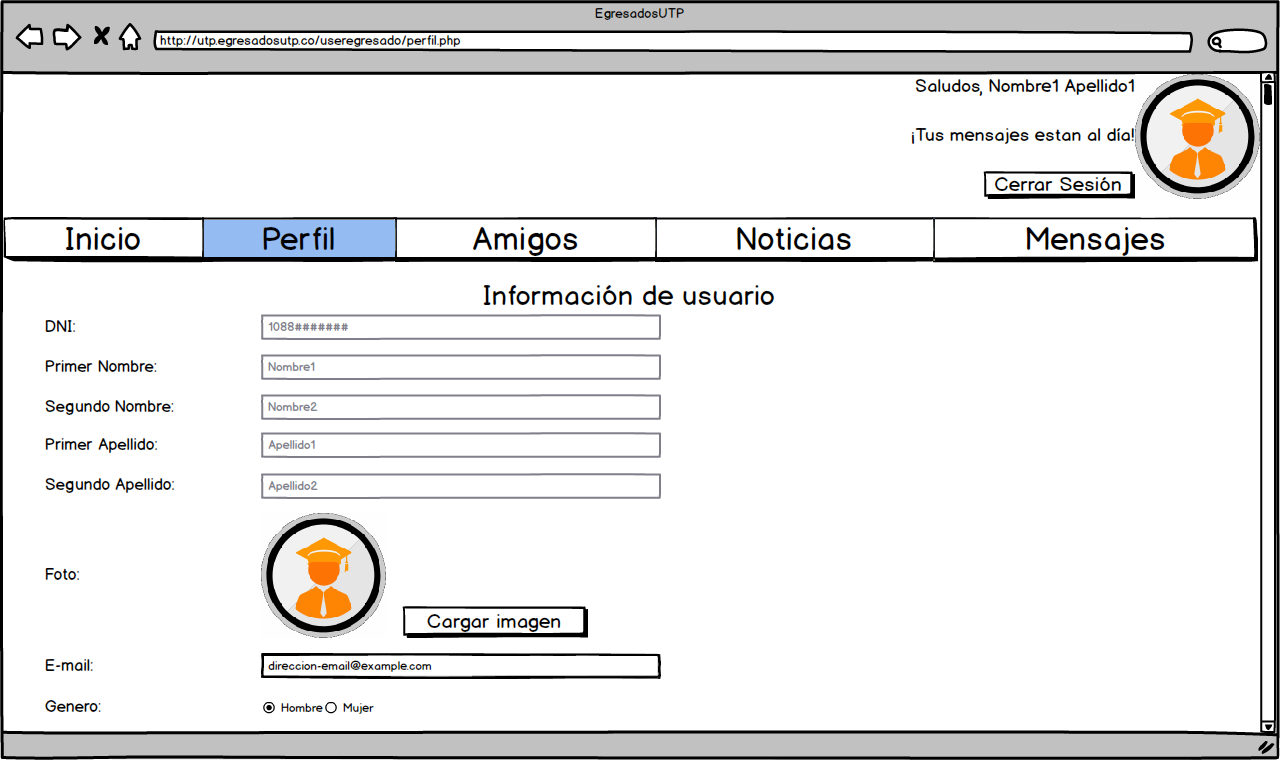 EgresadosUTP
http://utp.egresadosutp.co/useregresado/perfil.php
Saludos, Nombre1 Apellido1
¡Tus mensajes estan al día!
Cerrar Sesión
Inicio Perfil Amigos Noticias Mensajes
Información de usuario
DNI: 1088#######
Primer Nombre: Nombre1
Segundo Nombre: Nombre2
Primer Apellido: Apellido1
Segundo Apellido: Apellido2
Foto:
Cargar imagen
E-mail: direccion-email@example.com
Genero: Hombre Mujer